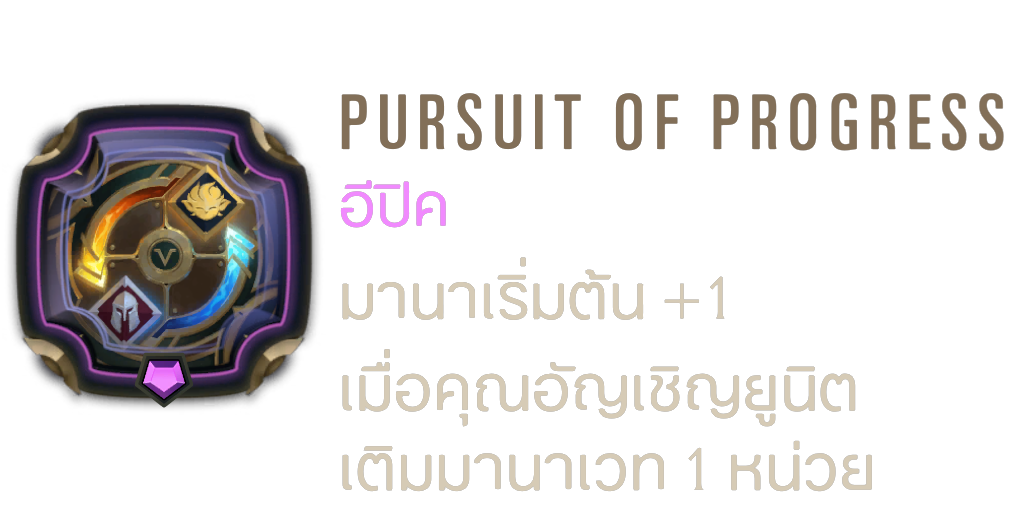 PURSUIT OF PROGRESS
อีปิค
มานาเริ่มต้น +1
เมื่อคุณอัญเชิญยูนิต
เติมมานาเวท 1 หน่วย
V